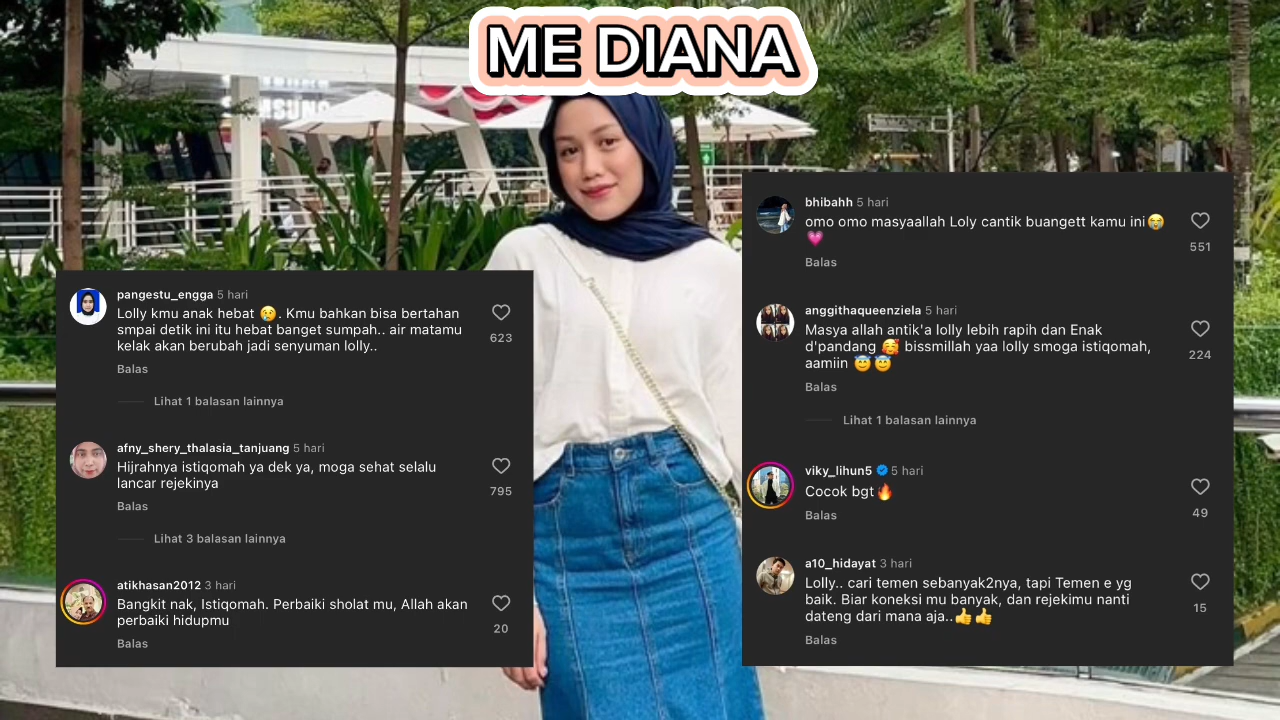 ME DIANA
pangestu_engga 5 hari
Lolly kmu anak hebat 😢. Kmu bahkan bisa bertahan
smpai detik ini itu hebat banget sumpah.. air matamu
kelak akan berubah jadi senyuman lolly..
623
Balas
Lihat 1 balasan lainnya
afny_shery_thalasia_tanjuang 5 hari
Hijrahnya istiqomah ya dek ya, moga sehat selalu
lancar rejekinya
795
Balas
Lihat 3 balasan lainnya
atikhasan2012 3 hari
Bangkit nak, Istiqomah. Perbaiki sholat mu, Allah akan
perbaiki hidupmu
20
Balas
bhibahh 5 hari
omo omo masyaallah Loly cantik buangett kamu ini😭
💗
551
Balas
anggithaqueenziela 5 hari
Masya allah antik'a lolly lebih rapih dan Enak
d'pandang 🥰 bissmillah yaa lolly smoga istiqomah,
aamiin 😇😇
224
Balas
Lihat 1 balasan lainnya
viky_lihun5 5 hari
Cocok bgt🔥
49
Balas
a10_hidayat 3 hari
Lolly.. cari temen sebanyak2nya, tapi Temen e yg
baik. Biar koneksi mu banyak, dan rejekimu nanti
dateng dari mana aja..👍👍
15
Balas